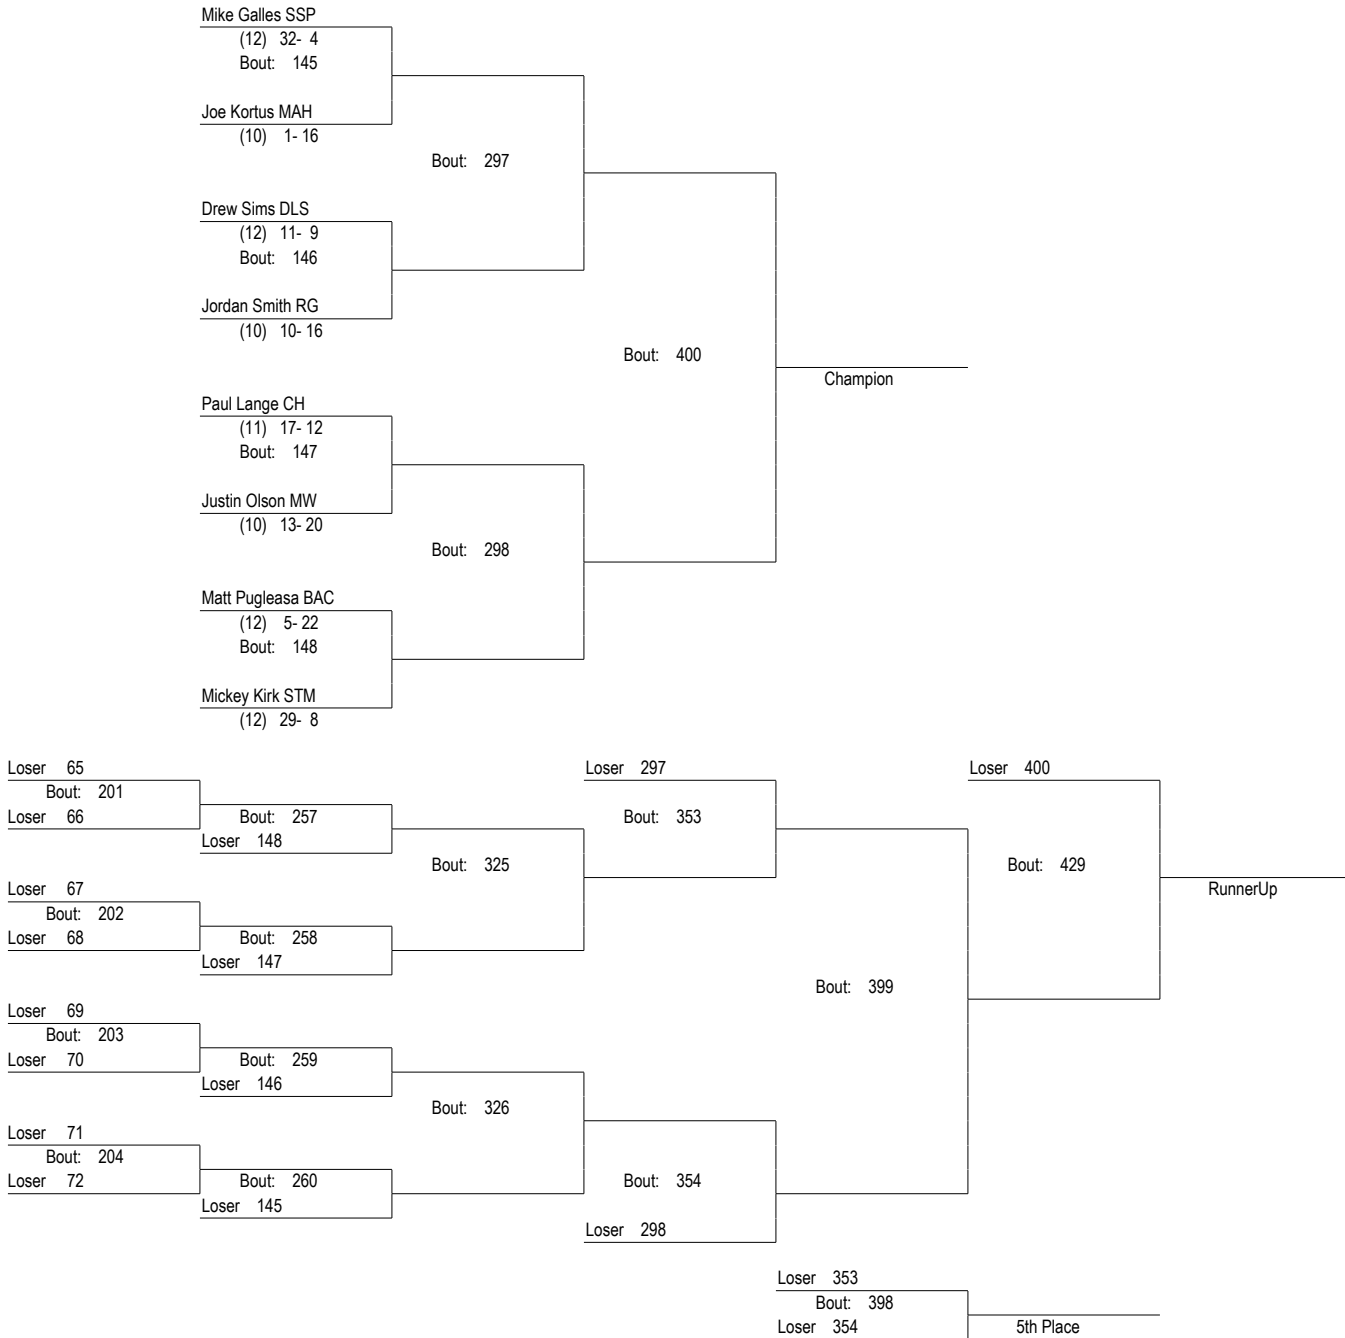 Mike Galles SSP
(12) 32- 4
Bout: 145
Joe Kortus MAH
(10) 1- 16
Bout: 297
Drew Sims DLS
(12) 11- 9
Bout: 146
Jordan Smith RG
(10) 10- 16
Bout: 400
Champion
Paul Lange CH
(11) 17- 12
Bout: 147
Justin Olson MW
(10) 13- 20
Bout: 298
Matt Pugleasa BAC
(12) 5- 22
Bout: 148
Mickey Kirk STM
(12) 29- 8
Loser 65
Bout: 201
Loser 66
Bout: 257
Loser 148
Loser 297
Bout: 353
Loser 400
Bout: 325
Bout: 429
RunnerUp
Loser 67
Bout: 202
Loser 68
Bout: 258
Loser 147
Bout: 399
Loser 69
Bout: 203
Loser 70
Bout: 259
Loser 146
Bout: 326
Loser 71
Bout: 204
Loser 72
Bout: 260
Loser 145
Bout: 354
Loser 298
Loser 353
Bout: 398
Loser 354
5th Place